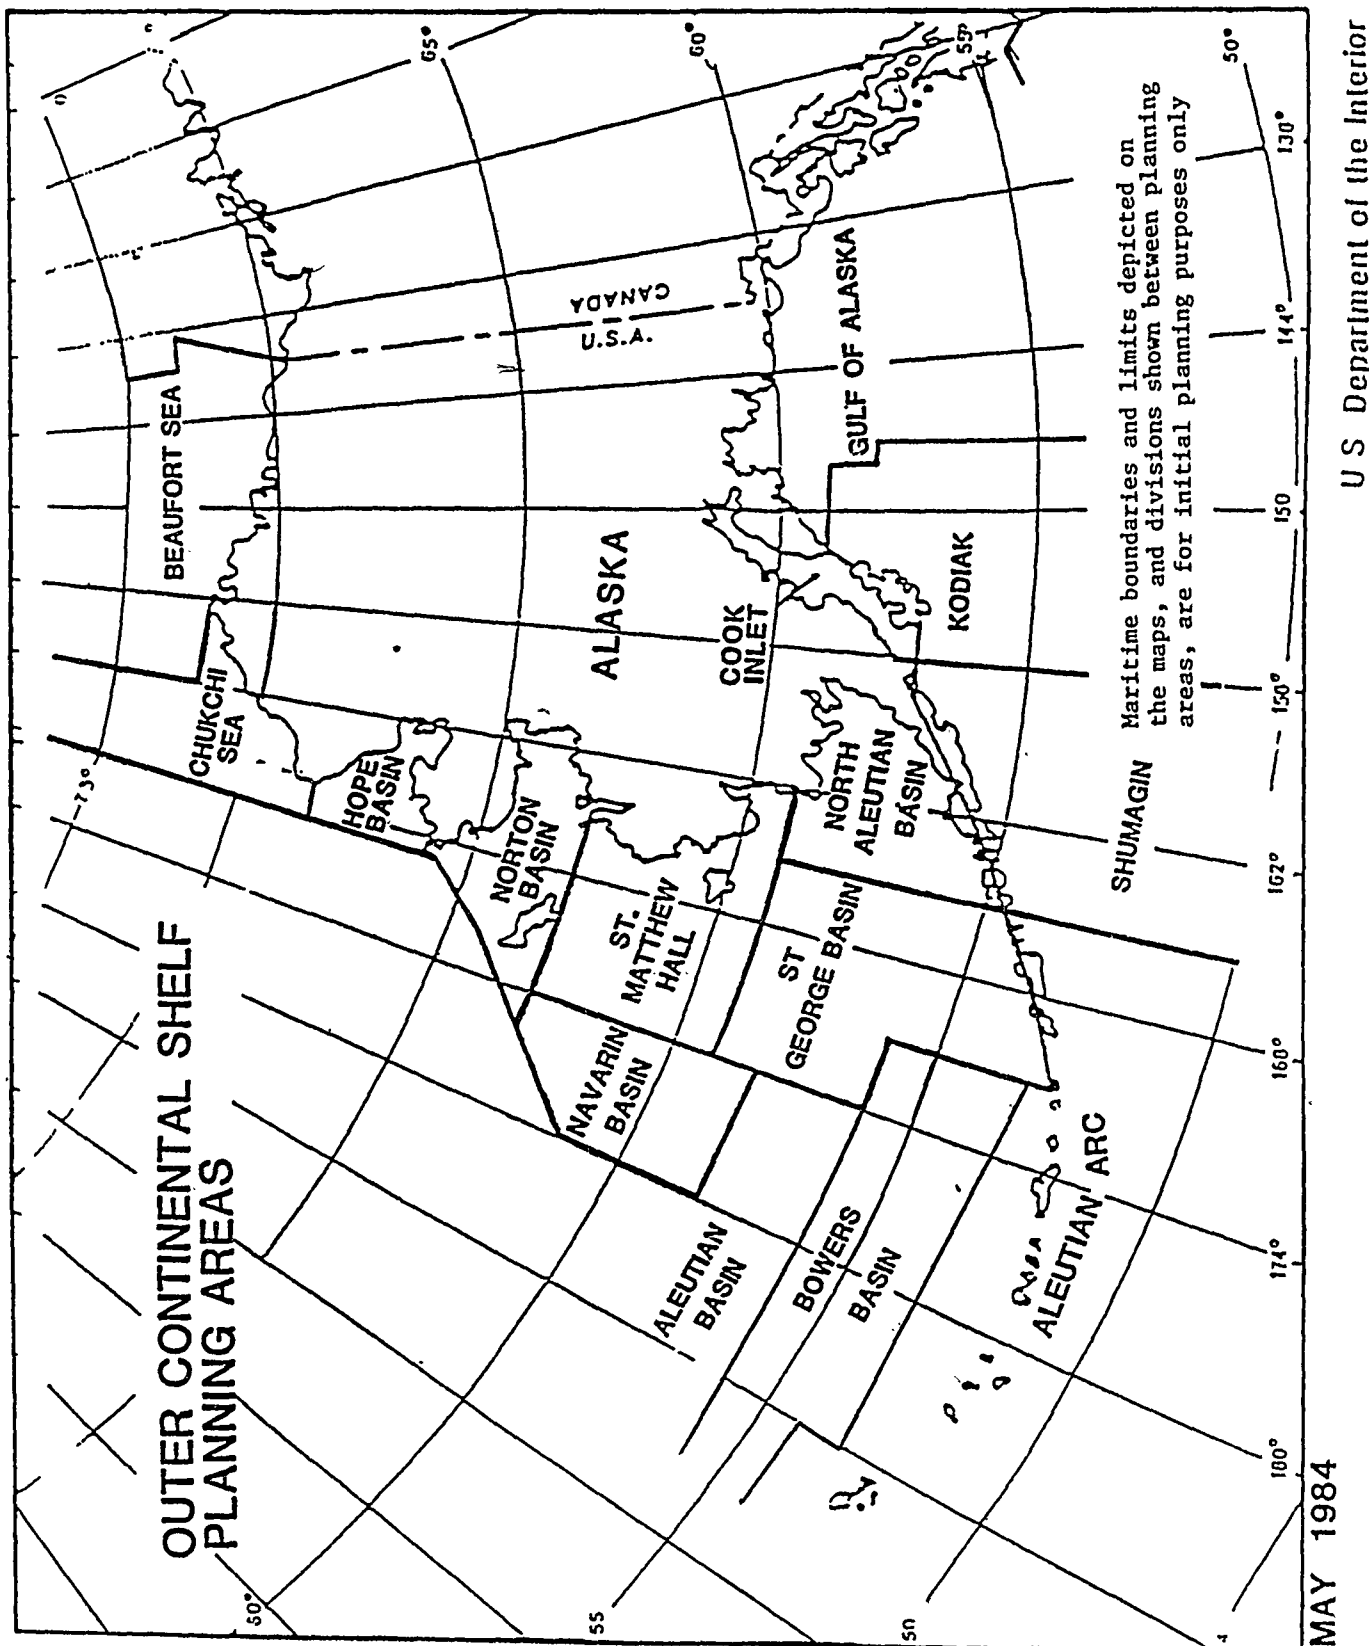 OUTER CONTINENTAL SHELF
PLANNING AREAS
BEAUFORT SEA
CHUKCHI
SEA
HOPE
BASIN
NORTON
BASIN
ST.
MATTHEW
HALL
NAVARIN
BASIN
ALEUTIAN
BASIN
BOWERS
BASIN
ST
GEORGE BASIN
NORTH
ALEUTIAN
BASIN
ALASKA
COOK
INLET
U.S.A.
CANADA
GULF OF ALASKA
KODIAK
SHUMAGIN
ALEUTIAN ARC
Maritime boundaries and limits depicted on
the maps, and divisions shown between planning
areas, are for initial planning purposes only
73°
65°
60°
55°
50°
60°
55
50
180°
174°
160°
162°
150°
150
144°
130°
MAY 1984
U S Department of the Interior